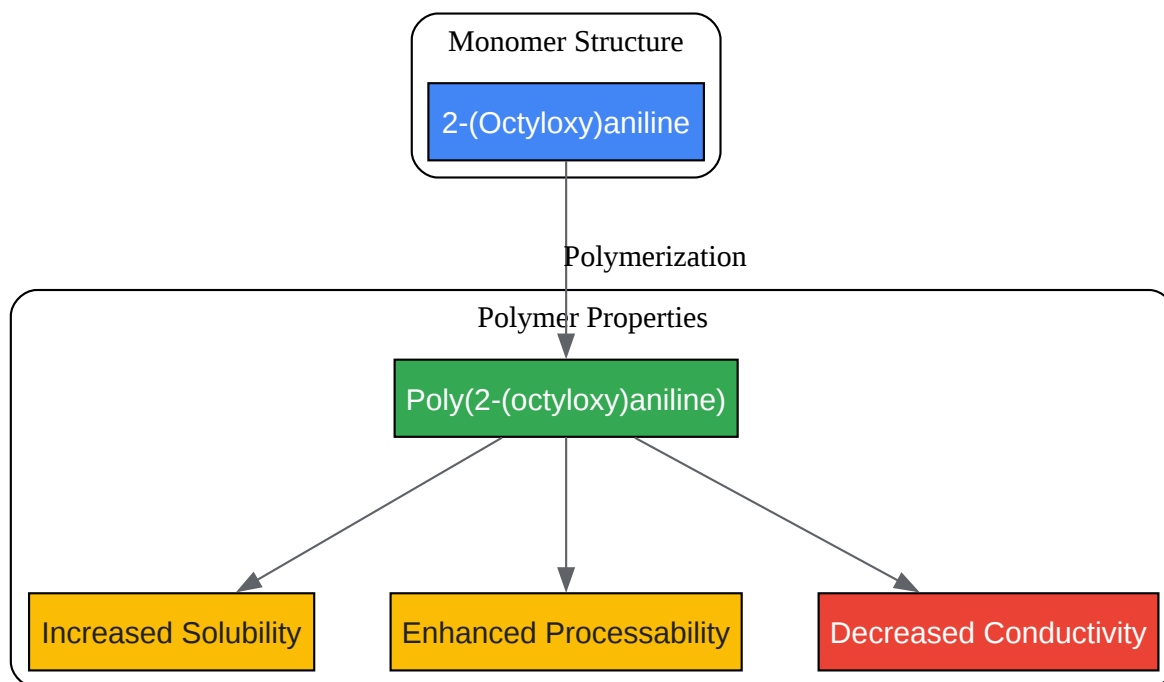 Monomer Structure
2-(Octyloxy)aniline
Polymerization
Polymer Properties
Poly(2-(octyloxy)aniline)
Increased Solubility
Enhanced Processability
Decreased Conductivity